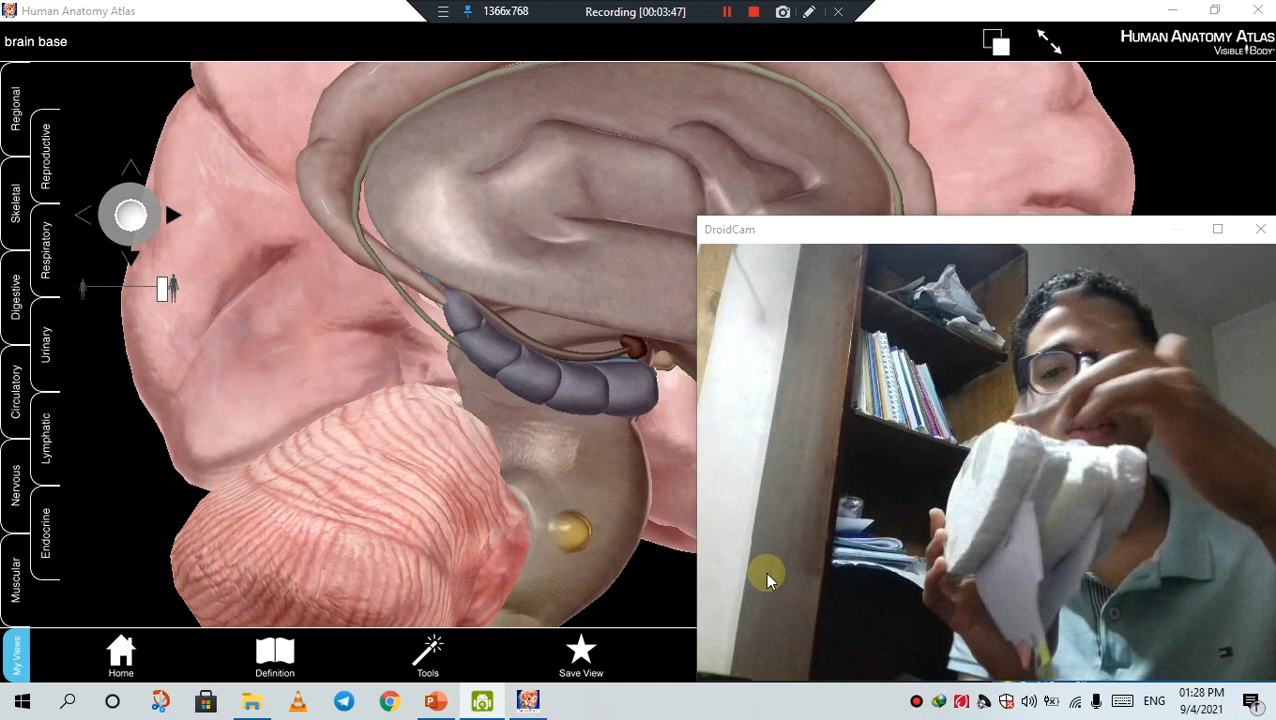 Human Anatomy Atlas
1366x768
Recording [00:03:47]
brain base
HUMAN ANATOMY ATLAS
VISIBLE BODY®
Regional
Reproductive
Skeletal
Respiratory
Digestive
Urinary
Circulatory
Lymphatic
Nervous
Endocrine
Muscular
My Views
DroidCam
Home
Definition
Tools
Save View
ENG
01:28 PM
9/4/2021